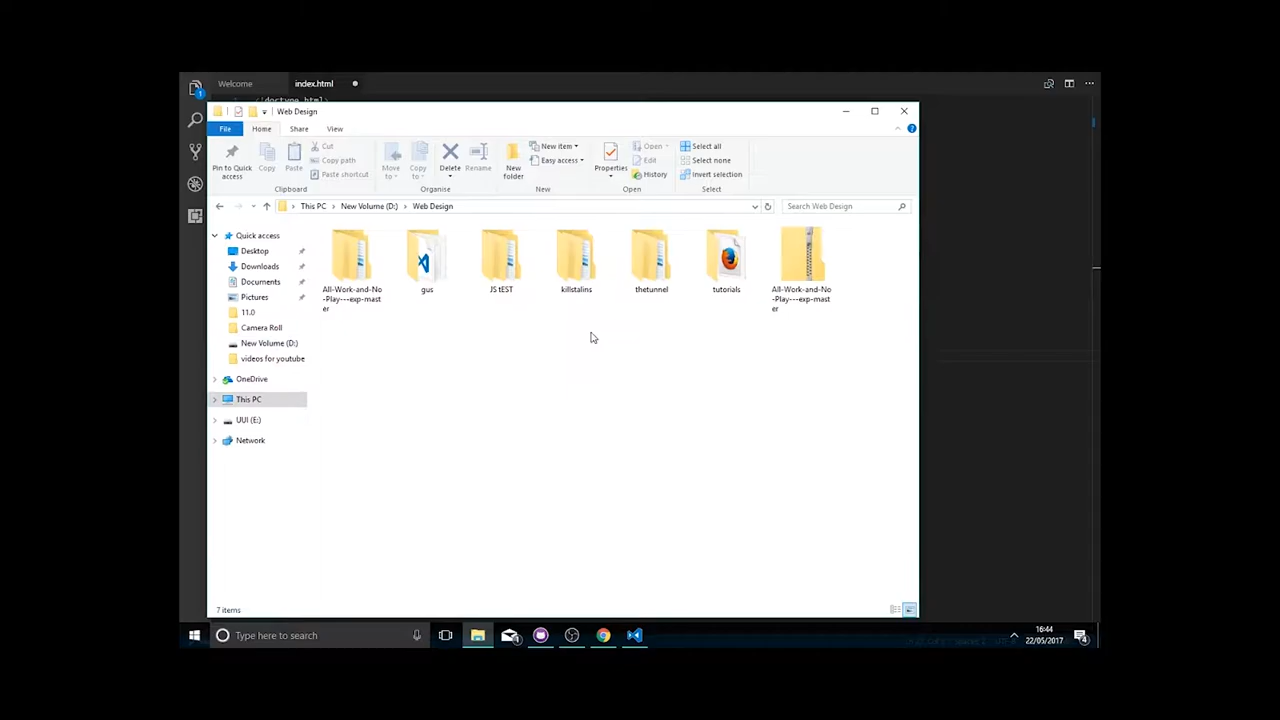 Welcome
index.html
<!doctype html>
1
Web Design
File
Home
Share
View
Pin to Quick access
Copy
Paste
Cut
Copy path
Paste shortcut
Clipboard
Move to
Copy to
Delete
Rename
Organise
New folder
New item
Easy access
New
Properties
Open
Edit
History
Open
Select all
Select none
Invert selection
Select
This PC
New Volume (D:)
Web Design
Search Web Design
Quick access
Desktop
Downloads
Documents
Pictures
11.0
Camera Roll
New Volume (D:)
videos for youtube
OneDrive
This PC
UUI (E:)
Network
All-Work-and-No
-Play---exp-mast
er
gus
JS tEST
killstalins
thetunnel
tutorials
All-Work-and-No
-Play---exp-mast
er
7 items
Type here to search
16:44
22/05/2017
4